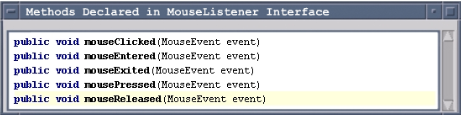 Methods Declared in MouseListener Interface
public void mouseClicked(MouseEvent event)
public void mouseEntered(MouseEvent event)
public void mouseExited(MouseEvent event)
public void mousePressed(MouseEvent event)
public void mouseReleased(MouseEvent event)